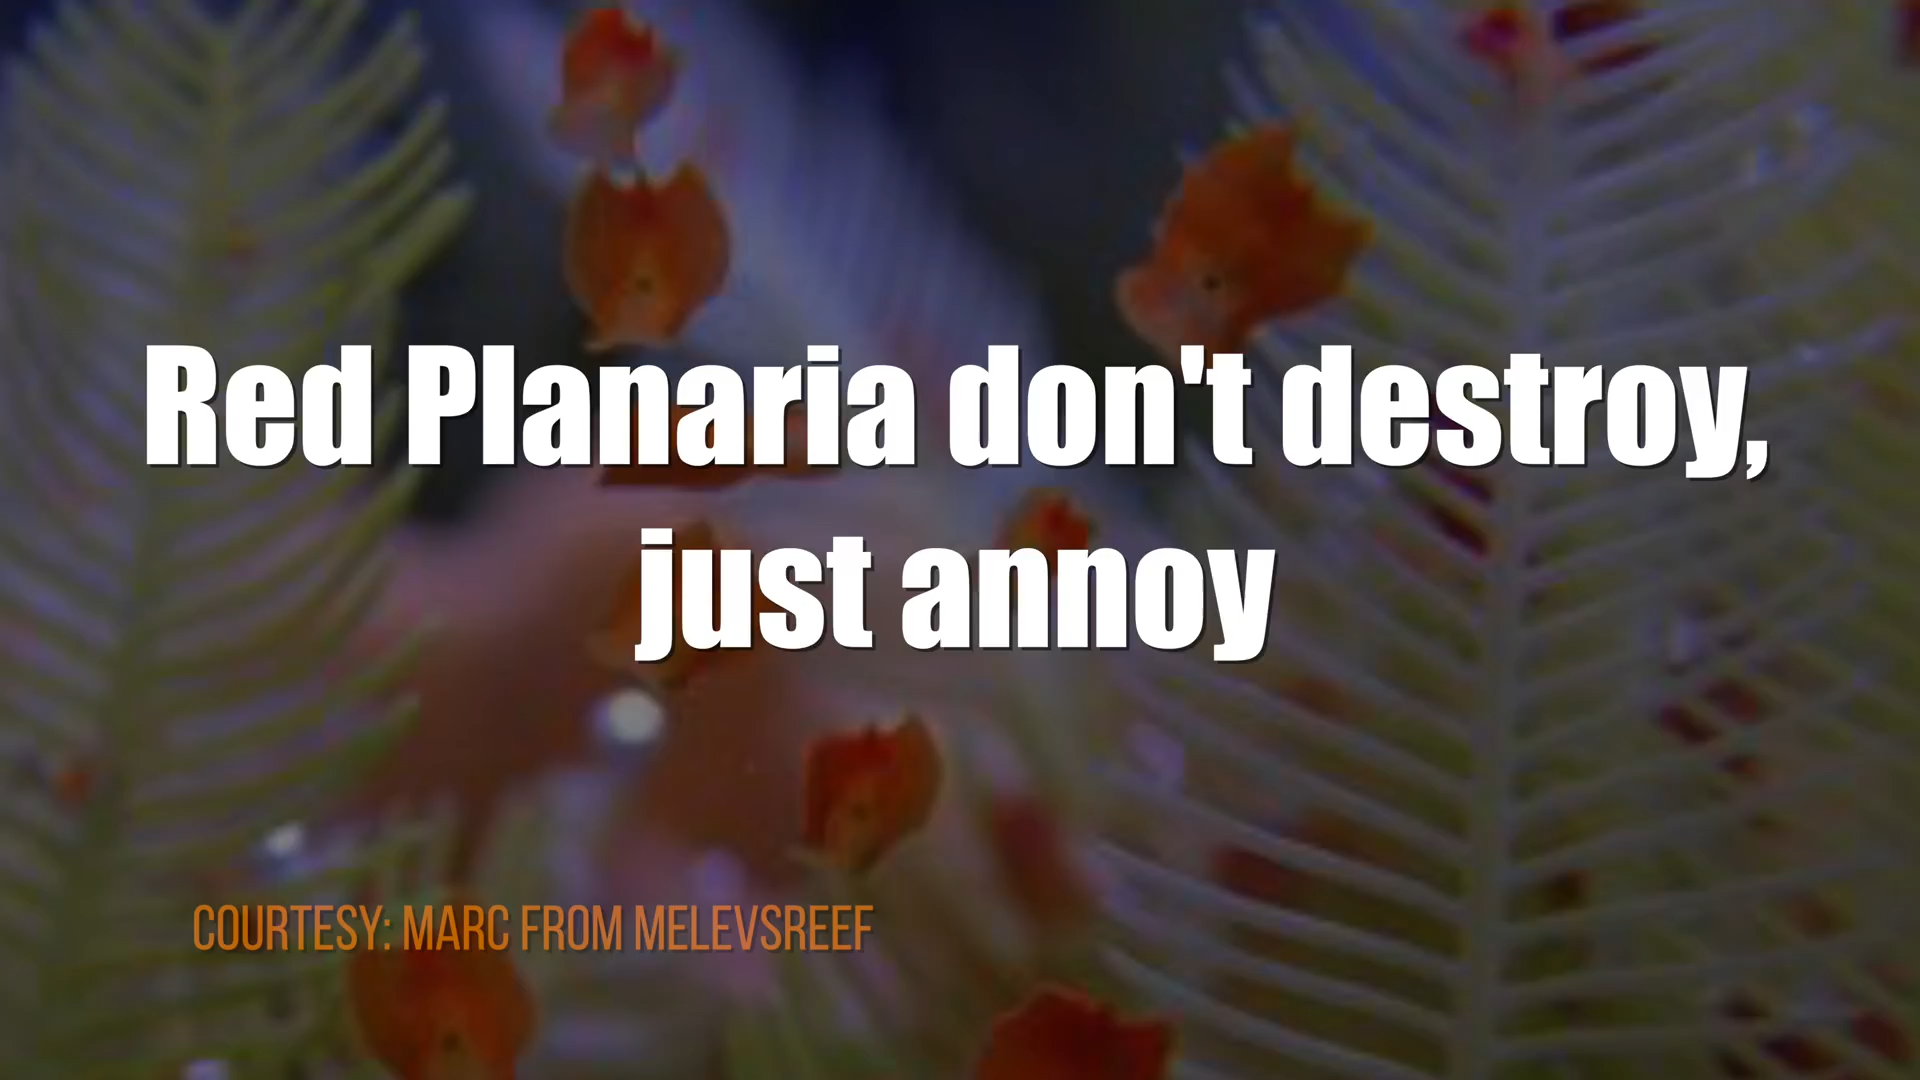 Red Planaria don't destroy,
just annoy
COURTESY: MARC FROM MELEVSREEF